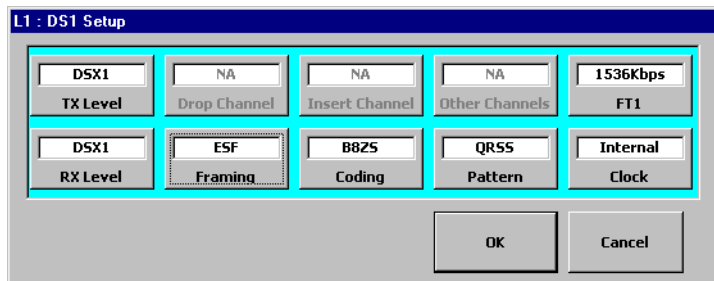 L1 : DS1 Setup
DSX1 NA NA NA 1536Kbps
TX Level Drop Channel Insert Channel Other Channels FT1
DSX1 ESF B8ZS QRSS Internal
RX Level Framing Coding Pattern Clock
OK Cancel